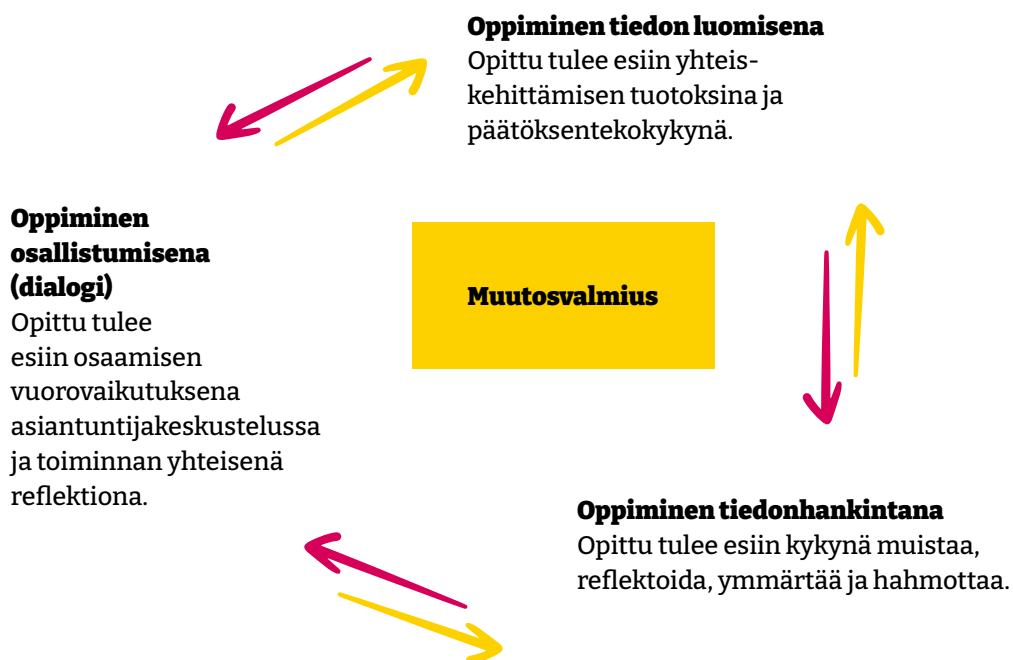 Oppiminen tiedon luomisena
Opittu tulee esiin yhteis-
kehittämisen tuotoksina ja
päätöksentekokykynä.
Oppiminen
osallistumisena
(dialogi)
Opittu tulee
esiin osaamisen
vuorovaikutuksena
asiantuntijakeskustelussa
ja toiminnan yhteisenä
reflektiona.
Muutosvalmius
Oppiminen tiedonhankintana
Opittu tulee esiin kykynä muistaa,
reflektoida, ymmärtää ja hahmottaa.